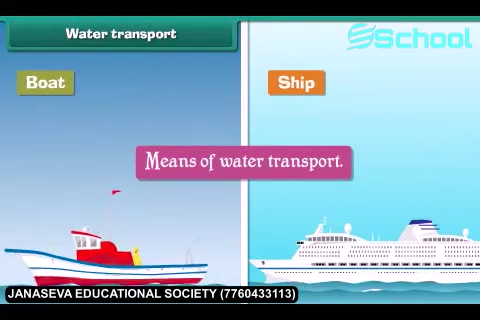 Water transport
School
Boat
Ship
Means of water transport.
JANASEVA EDUCATIONAL SOCIETY (7760433113)